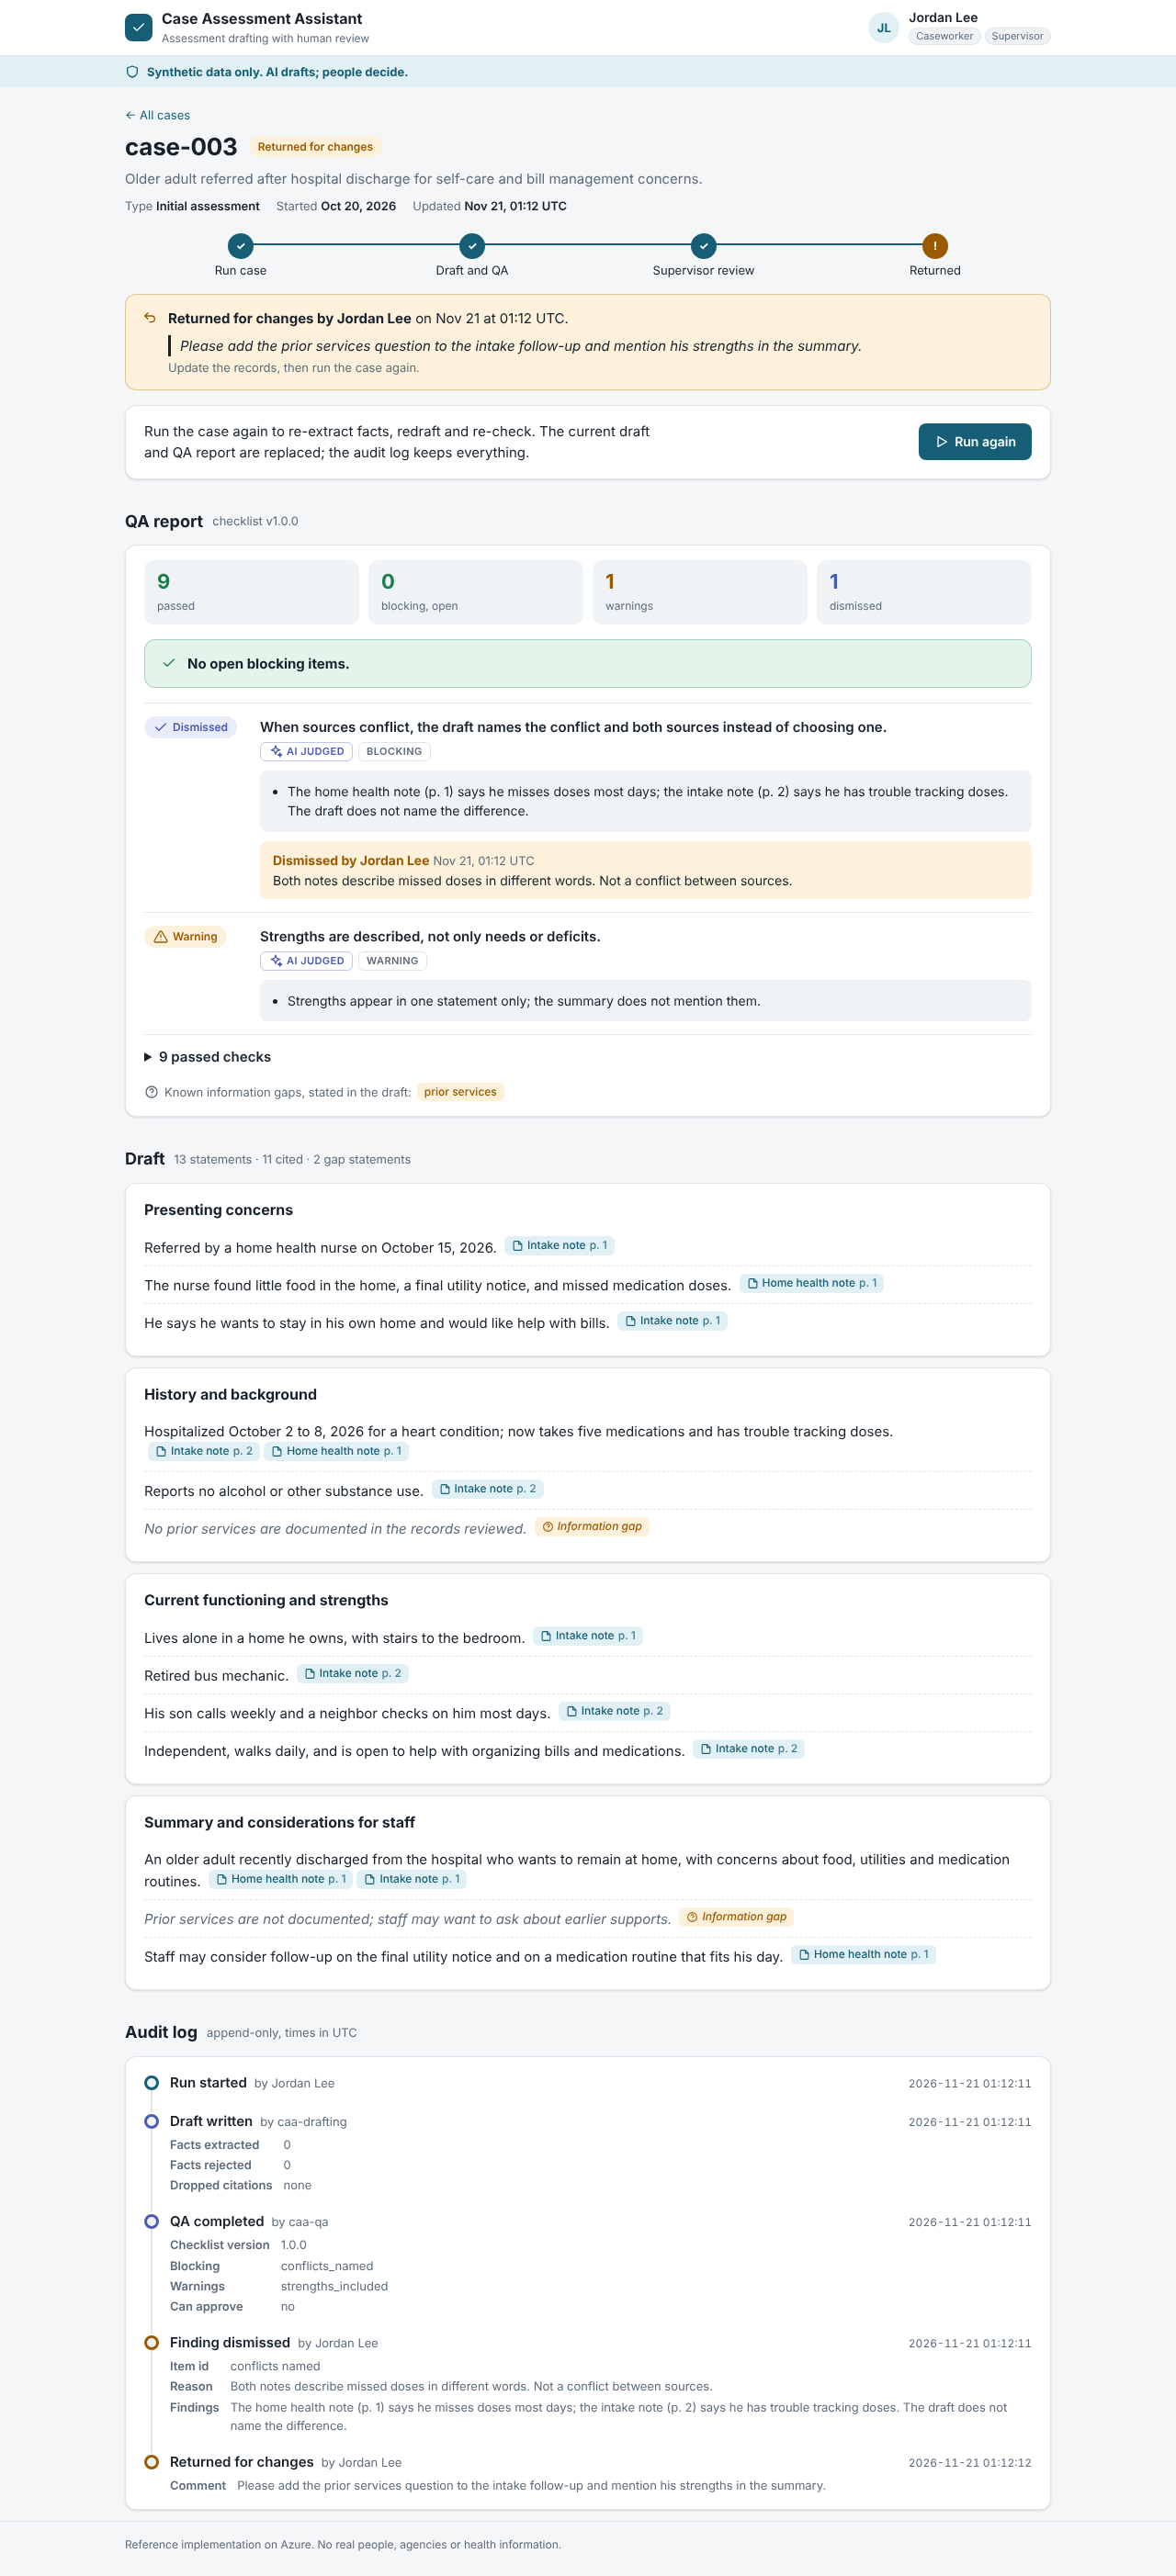 Case Assessment Assistant
Assessment drafting with human review
JL
Jordan Lee
Caseworker Supervisor
Synthetic data only. AI drafts; people decide.
← All cases
case-003 Returned for changes
Older adult referred after hospital discharge for self-care and bill management concerns.
Type Initial assessment Started Oct 20, 2026 Updated Nov 21, 01:12 UTC
Run case
Draft and QA
Supervisor review
!
Returned
Returned for changes by Jordan Lee on Nov 21 at 01:12 UTC.
Please add the prior services question to the intake follow-up and mention his strengths in the summary.
Update the records, then run the case again.
Run the case again to re-extract facts, redraft and re-check. The current draft
and QA report are replaced; the audit log keeps everything.
Run again
QA report checklist v1.0.0
9
passed
0
blocking, open
1
warnings
1
dismissed
No open blocking items.
Dismissed
When sources conflict, the draft names the conflict and both sources instead of choosing one.
AI JUDGED BLOCKING
• The home health note (p. 1) says he misses doses most days; the intake note (p. 2) says he has trouble tracking doses.
The draft does not name the difference.
Dismissed by Jordan Lee Nov 21, 01:12 UTC
Both notes describe missed doses in different words. Not a conflict between sources.
Warning
Strengths are described, not only needs or deficits.
AI JUDGED WARNING
• Strengths appear in one statement only; the summary does not mention them.
9 passed checks
Known information gaps, stated in the draft: prior services
Draft 13 statements · 11 cited · 2 gap statements
Presenting concerns
Referred by a home health nurse on October 15, 2026. Intake note p. 1
The nurse found little food in the home, a final utility notice, and missed medication doses. Home health note p. 1
He says he wants to stay in his own home and would like help with bills. Intake note p. 1
History and background
Hospitalized October 2 to 8, 2026 for a heart condition; now takes five medications and has trouble tracking doses.
Intake note p. 2 Home health note p. 1
Reports no alcohol or other substance use. Intake note p. 2
No prior services are documented in the records reviewed. Information gap
Current functioning and strengths
Lives alone in a home he owns, with stairs to the bedroom. Intake note p. 1
Retired bus mechanic. Intake note p. 2
His son calls weekly and a neighbor checks on him most days. Intake note p. 2
Independent, walks daily, and is open to help with organizing bills and medications. Intake note p. 2
Summary and considerations for staff
An older adult recently discharged from the hospital who wants to remain at home, with concerns about food, utilities and medication
routines. Home health note p. 1 Intake note p. 1
Prior services are not documented; staff may want to ask about earlier supports. Information gap
Staff may consider follow-up on the final utility notice and on a medication routine that fits his day. Home health note p. 1
Audit log append-only, times in UTC
Run started by Jordan Lee 2026-11-21 01:12:11
Draft written by caa-drafting 2026-11-21 01:12:11
Facts extracted 0
Facts rejected 0
Dropped citations none
QA completed by caa-qa 2026-11-21 01:12:11
Checklist version 1.0.0
Blocking conflicts_named
Warnings strengths_included
Can approve no
Finding dismissed by Jordan Lee 2026-11-21 01:12:11
Item id conflicts named
Reason Both notes describe missed doses in different words. Not a conflict between sources.
Findings The home health note (p. 1) says he misses doses most days; the intake note (p. 2) says he has trouble tracking doses. The draft does not
name the difference.
Returned for changes by Jordan Lee 2026-11-21 01:12:12
Comment Please add the prior services question to the intake follow-up and mention his strengths in the summary.
Reference implementation on Azure. No real people, agencies or health information.